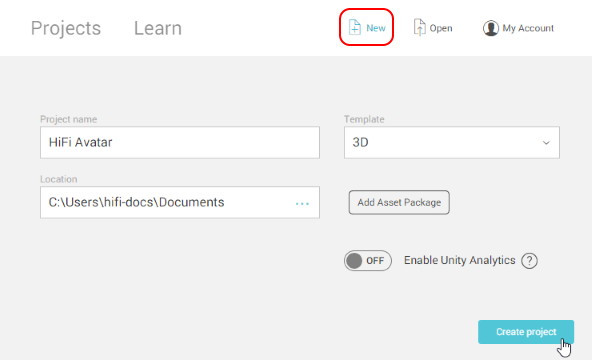 Projects Learn New Open My Account
Project name Template
HiFi Avatar 3D
Location
C:\Users\hifi-docs\Documents ... Add Asset Package
OFF Enable Unity Analytics ?
Create project